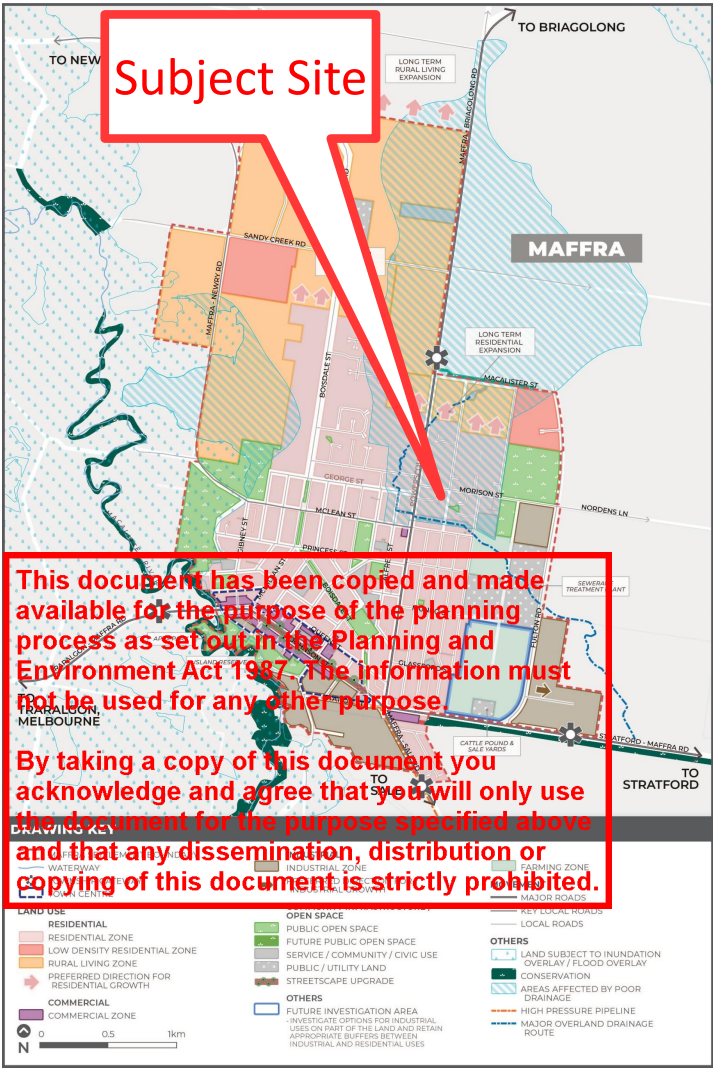 TO BRIAGOLONG
TO NEW
Subject Site
LONG TERM
RURAL LIVING
EXPANSION
MAFFRA - BRIAGOLONG RD
SANDY CREEK RD
MAFFRA
MAFFRA - NEWRY RD
LONG TERM
RESIDENTIAL
EXPANSION
BOISDALE ST
MACALISTER ST
GEORGE ST
MORISON ST
MCLEAN ST
NORDENS LN
GIBNEY ST
PRINCESS
This document has been copied and made
available for the purpose of the planning
process as set out in the Planning and
Environment Act 1987. The information must
not be used for any other purpose.
By taking a copy of this document you
acknowledge and agree that you will only use
the document for the purpose specified above
and that any dissemination, distribution or
copying of this document is strictly prohibited.
SEWERAGE
TREATMENT PLANT
FULTON RD
TO
TRARALGON,
MELBOURNE
CATTLE POUND &
SALE YARDS
STRATFORD - MAFFRA RD
TO
SALE
TO
STRATFORD
DRAWING KEY
WATERWAY
TOWN CENTRE
LAND USE
RESIDENTIAL
RESIDENTIAL ZONE
LOW DENSITY RESIDENTIAL ZONE
RURAL LIVING ZONE
PREFERRED DIRECTION FOR
RESIDENTIAL GROWTH
COMMERCIAL
COMMERCIAL ZONE
N
0 0.5 1km
INDUSTRIAL ZONE
INDUSTRIAL GROWTH
OPEN SPACE
PUBLIC OPEN SPACE
FUTURE PUBLIC OPEN SPACE
SERVICE / COMMUNITY / CIVIC USE
PUBLIC / UTILITY LAND
STREETSCAPE UPGRADE
OTHERS
FUTURE INVESTIGATION AREA
- INVESTIGATE OPTIONS FOR INDUSTRIAL
USES ON PART OF THE LAND AND RETAIN
APPROPRIATE BUFFERS BETWEEN
INDUSTRIAL AND RESIDENTIAL USES
FARMING ZONE
MOVEMENT
MAJOR ROADS
KEY LOCAL ROADS
LOCAL ROADS
OTHERS
LAND SUBJECT TO INUNDATION
OVERLAY / FLOOD OVERLAY
CONSERVATION
AREAS AFFECTED BY POOR
DRAINAGE
HIGH PRESSURE PIPELINE
MAJOR OVERLAND DRAINAGE
ROUTE